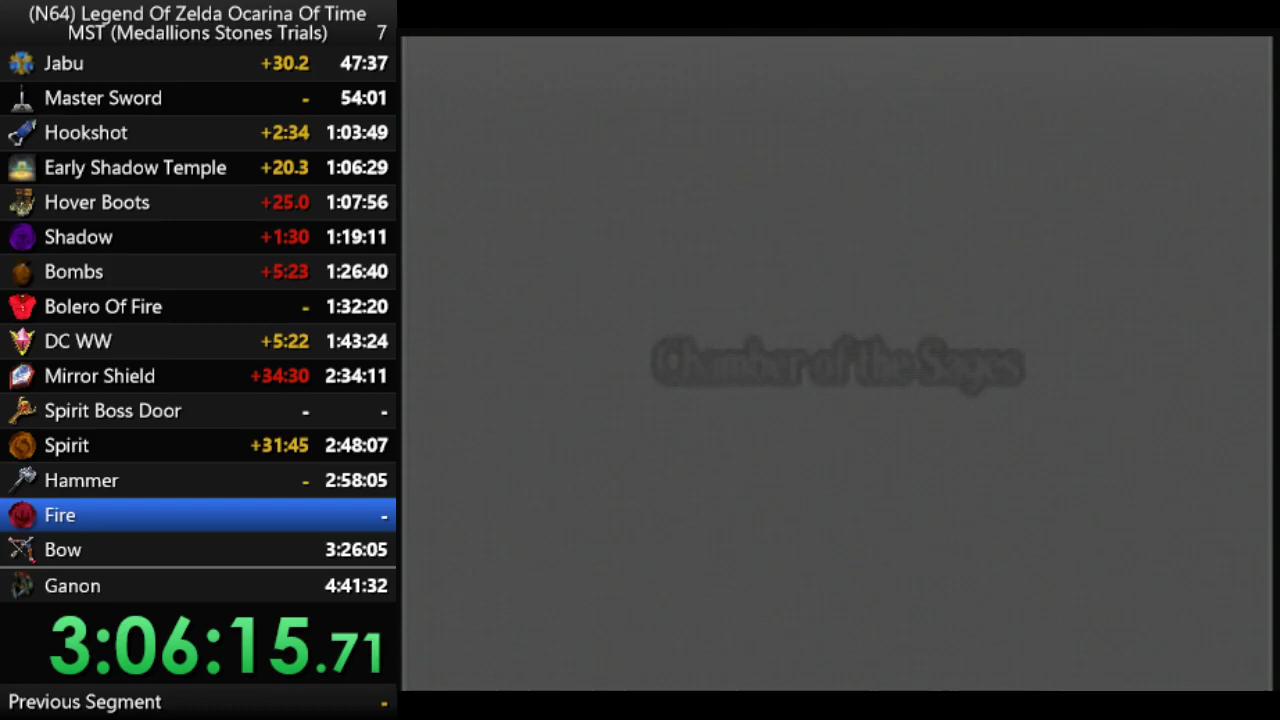 (N64) Legend Of Zelda Ocarina Of Time
MST (Medallions Stones Trials) 7
Jabu +30.2 47:37
Master Sword - 54:01
Hookshot +2:34 1:03:49
Early Shadow Temple +20.3 1:06:29
Hover Boots +25.0 1:07:56
Shadow +1:30 1:19:11
Bombs +5:23 1:26:40
Bolero Of Fire - 1:32:20
DC WW +5:22 1:43:24
Mirror Shield +34:30 2:34:11
Spirit Boss Door - -
Spirit +31:45 2:48:07
Hammer - 2:58:05
Fire -
Bow 3:26:05
Ganon 4:41:32
3:06:15.71
Previous Segment -
Chamber of the Sages